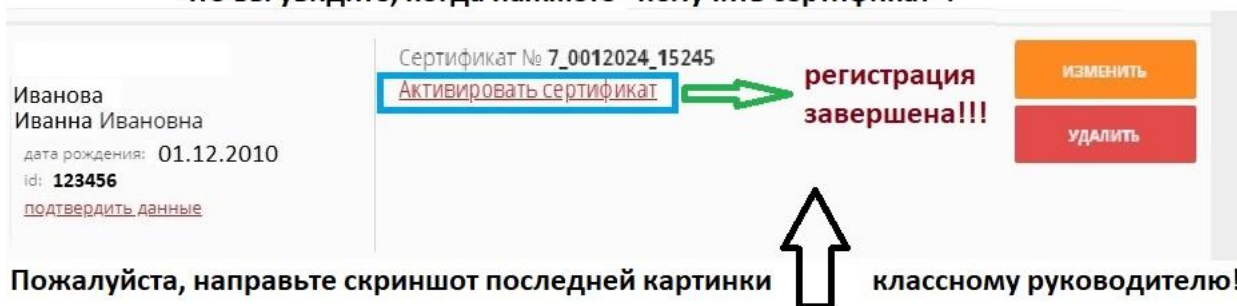 Сертификат № 7_0012024_15245
Активировать сертификат
регистрация
завершена!!!
ИЗМЕНИТЬ
УДАЛИТЬ
Иванова
Иванна Ивановна
дата рождения: 01.12.2010
id: 123456
подтвердить данные
Пожалуйста, направьте скриншот последней картинки классному руководителю!